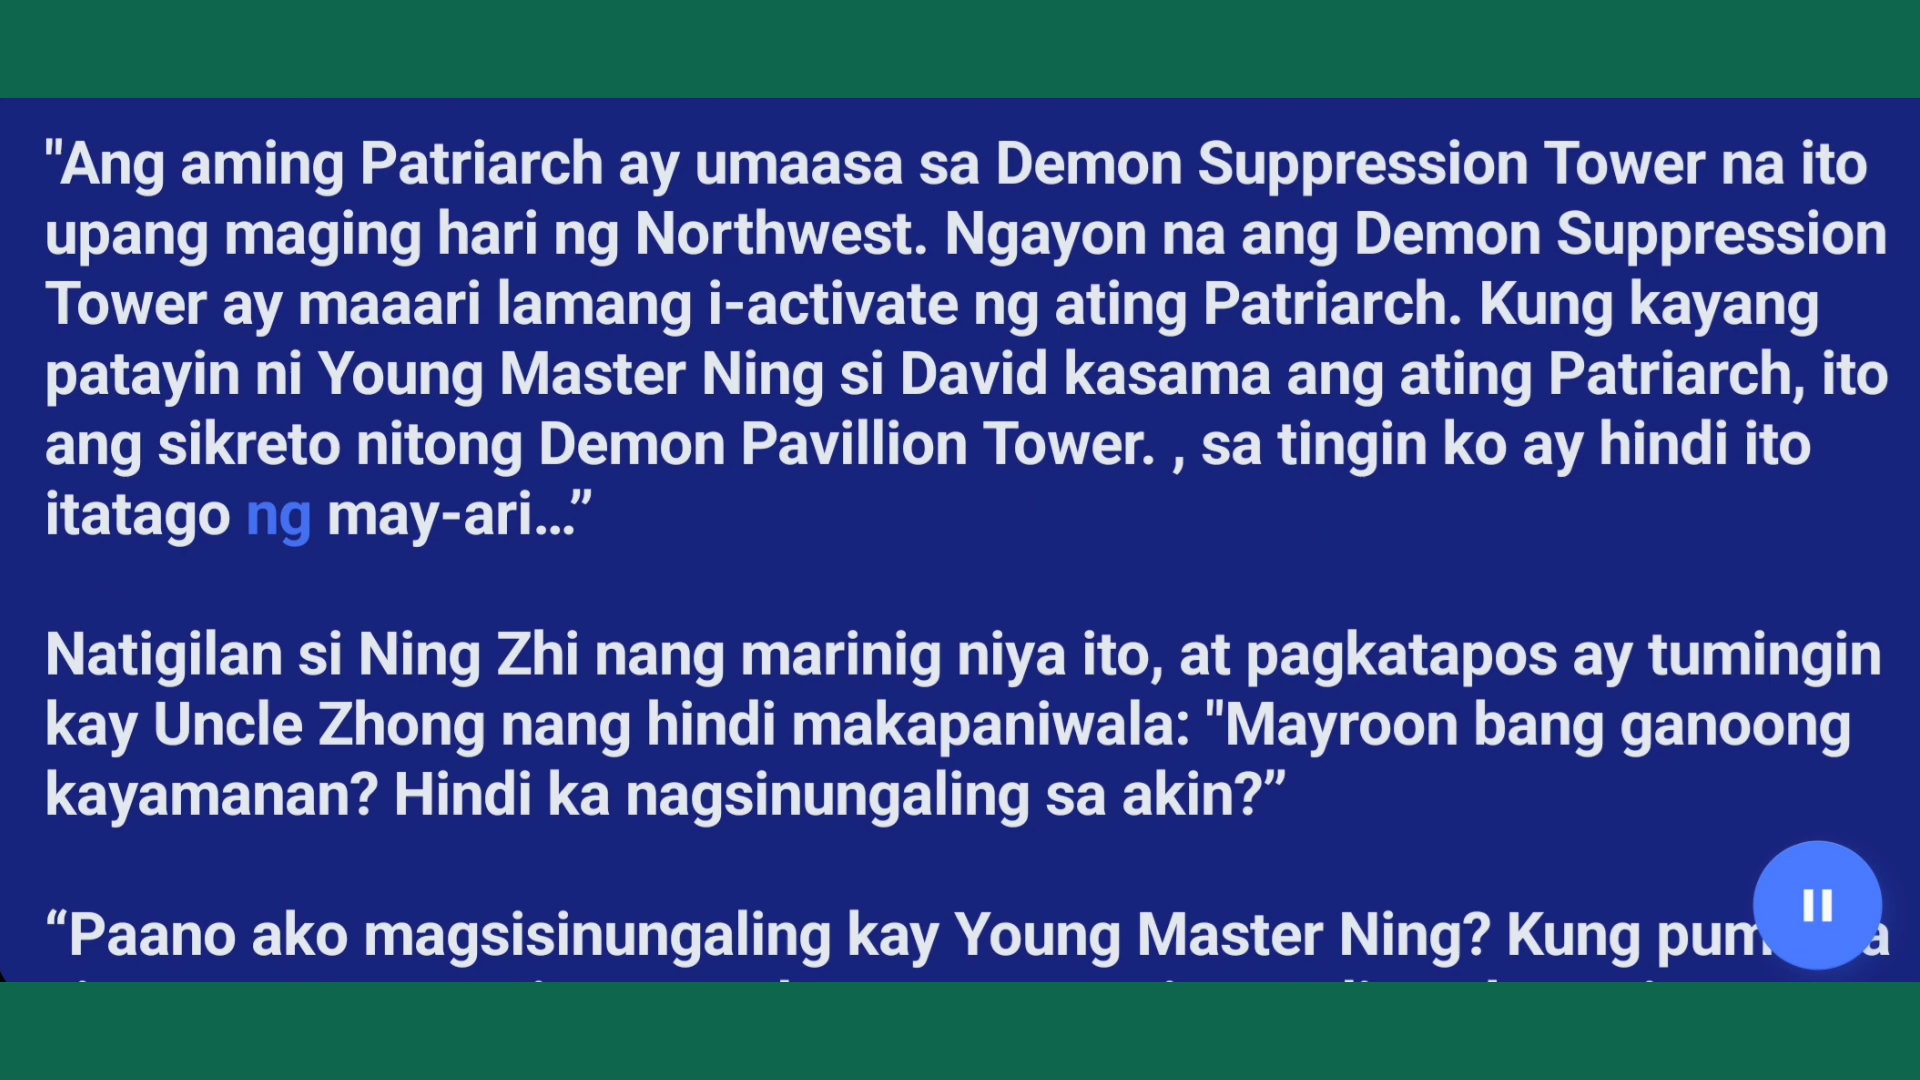 "Ang aming Patriarch ay umaasa sa Demon Suppression Tower na ito
upang maging hari ng Northwest. Ngayon na ang Demon Suppression
Tower ay maaari lamang i-activate ng ating Patriarch. Kung kayang
patayin ni Young Master Ning si David kasama ang ating Patriarch, ito
ang sikreto nitong Demon Pavillion Tower. , sa tingin ko ay hindi ito
itatago ng may-ari…”
Natigilan si Ning Zhi nang marinig niya ito, at pagkatapos ay tumingin
kay Uncle Zhong nang hindi makapaniwala: "Mayroon bang ganoong
kayamanan? Hindi ka nagsinungaling sa akin?”
“Paano ako magsisinungaling kay Young Master Ning? Kung